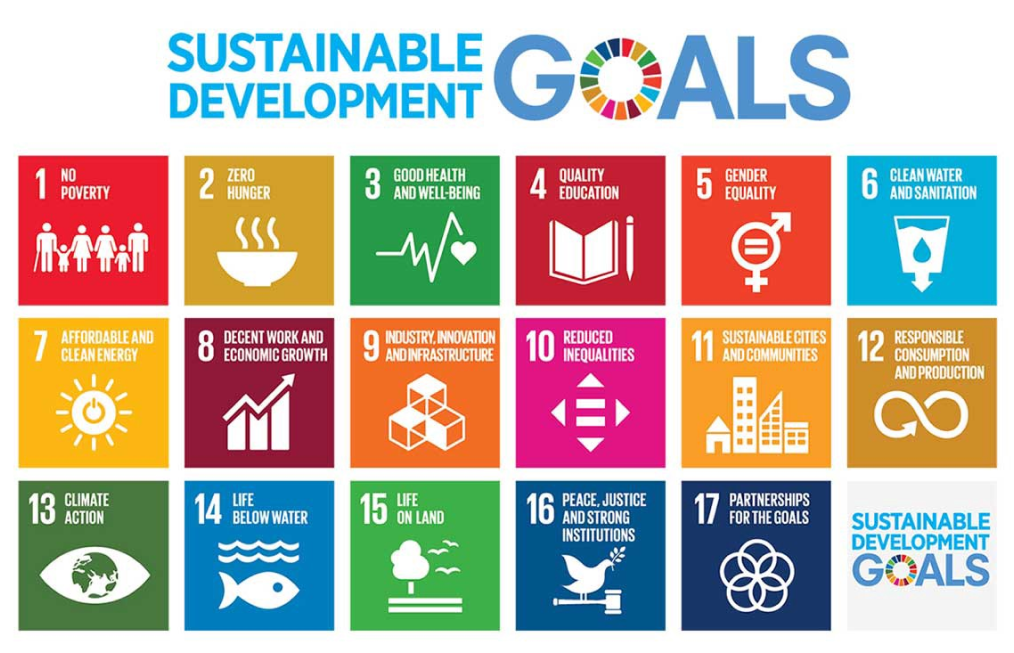 SUSTAINABLE
DEVELOPMENT
GOALS
1 NO
POVERTY
2 ZERO
HUNGER
3 GOOD HEALTH
AND WELL-BEING
4 QUALITY
EDUCATION
5 GENDER
EQUALITY
6 CLEAN WATER
AND SANITATION
7 AFFORDABLE AND
CLEAN ENERGY
8 DECENT WORK AND
ECONOMIC GROWTH
9 INDUSTRY, INNOVATION
AND INFRASTRUCTURE
10 REDUCED
INEQUALITIES
11 SUSTAINABLE CITIES
AND COMMUNITIES
12 RESPONSIBLE
CONSUMPTION
AND PRODUCTION
13 CLIMATE
ACTION
14 LIFE
BELOW WATER
15 LIFE
ON LAND
16 PEACE, JUSTICE
AND STRONG
INSTITUTIONS
17 PARTNERSHIPS
FOR THE GOALS
SUSTAINABLE
DEVELOPMENT
GOALS